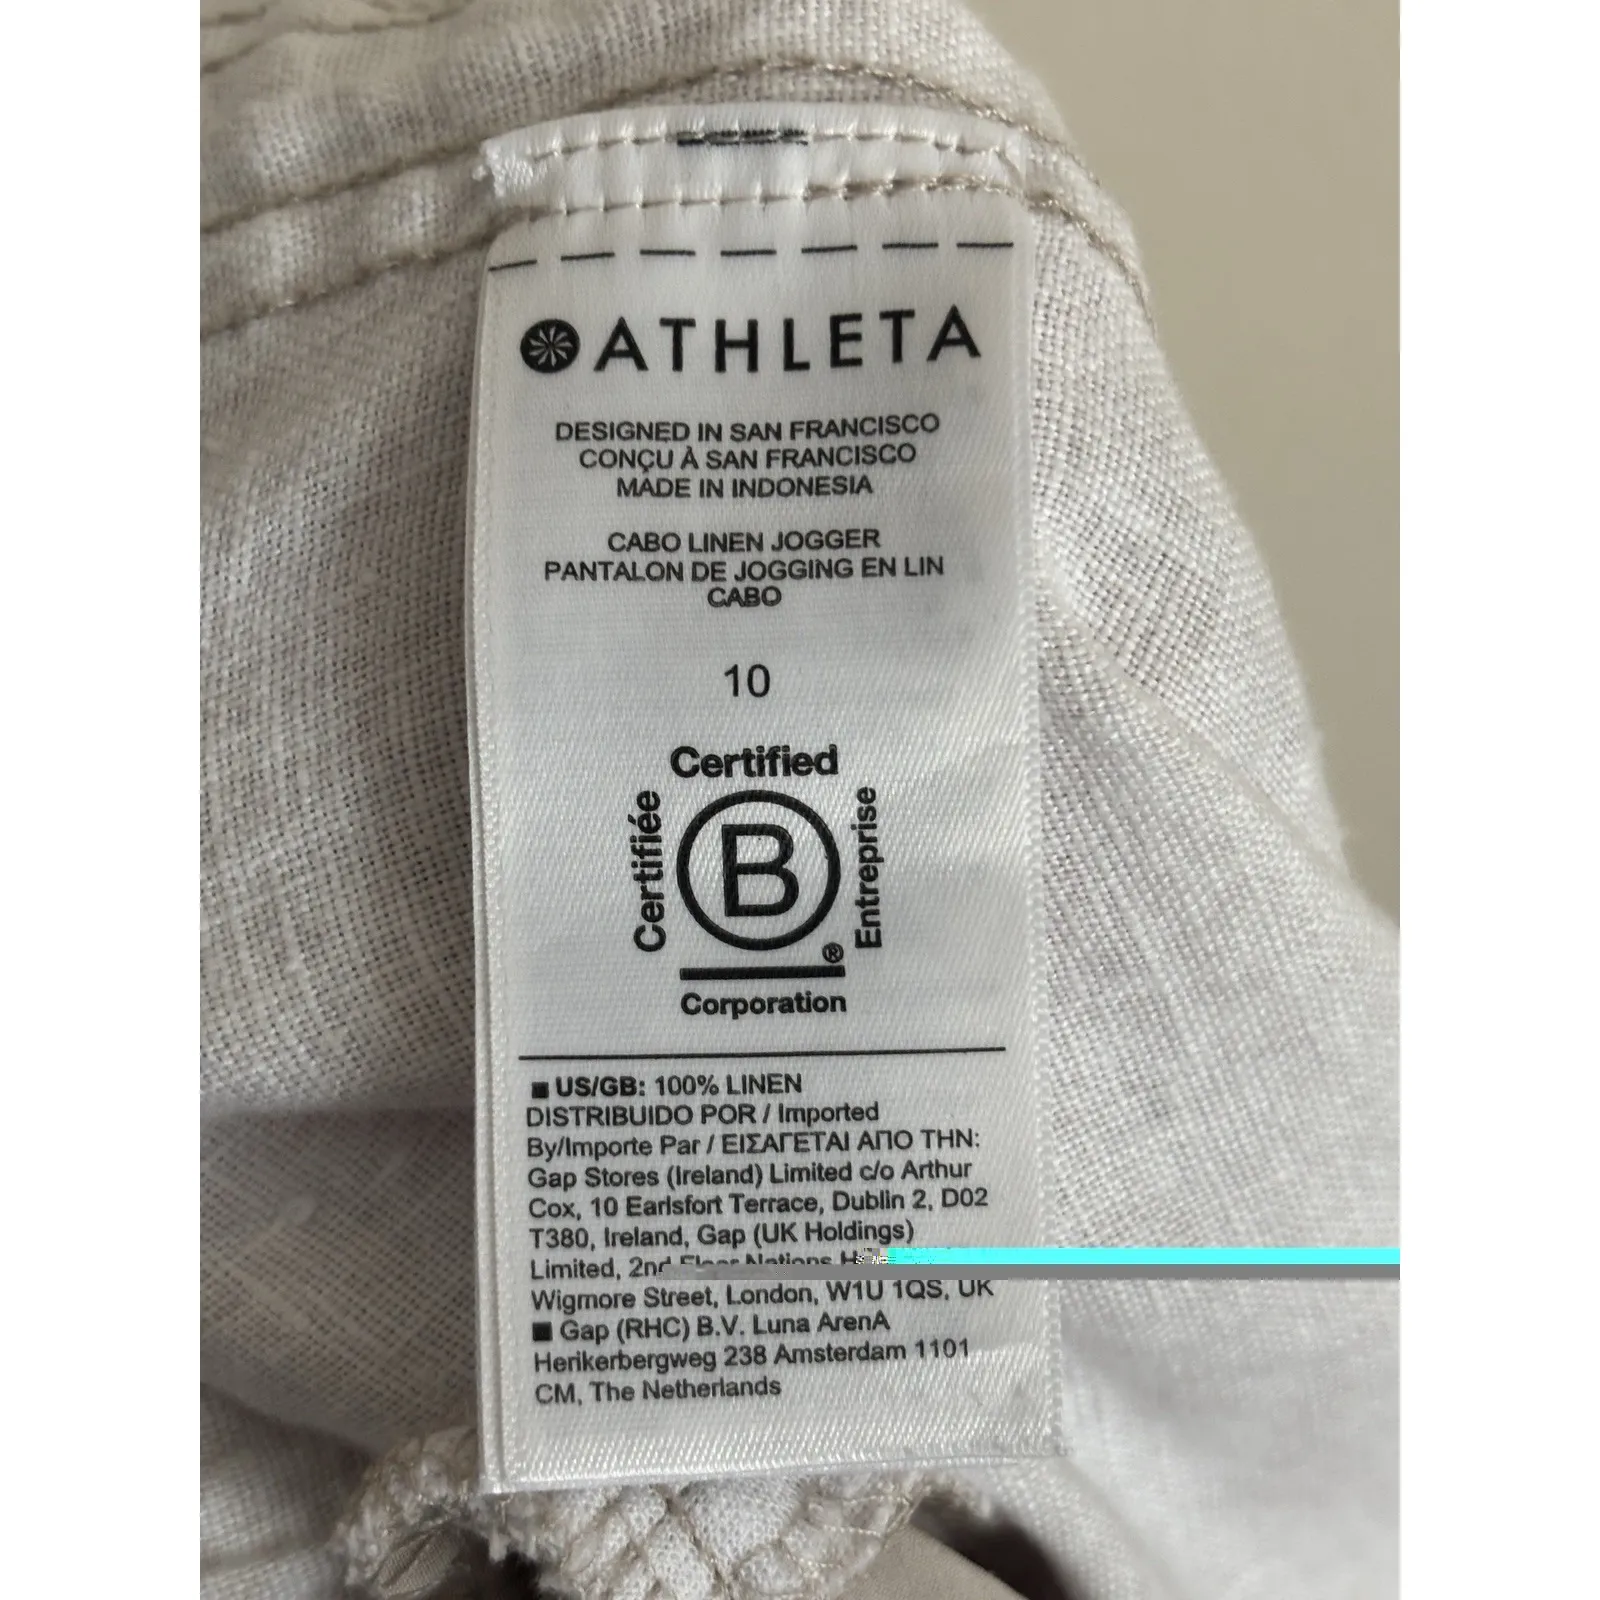 ATHLETA
DESIGNED IN SAN FRANCISCO
CONÇU À SAN FRANCISCO
MADE IN INDONESIA
CABO LINEN JOGGER
PANTALON DE JOGGING EN LIN
CABO
10
Certified
Certifiée
B
Entreprise
®
Corporation
■ US/GB: 100% LINEN
DISTRIBUIDO POR / Imported
By/Importe Par / ΕΙΣΑΓΕΤΑΙ ΑΠΟ ΤΗΝ:
Gap Stores (Ireland) Limited c/o Arthur
Cox, 10 Earlsfort Terrace, Dublin 2, D02
T380, Ireland, Gap (UK Holdings)
Limited, 2nd Floor Nations
Wigmore Street, London, W1U 1QS, UK
■ Gap (RHC) B.V. Luna ArenA
Herikerbergweg 238 Amsterdam 1101
CM, The Netherlands